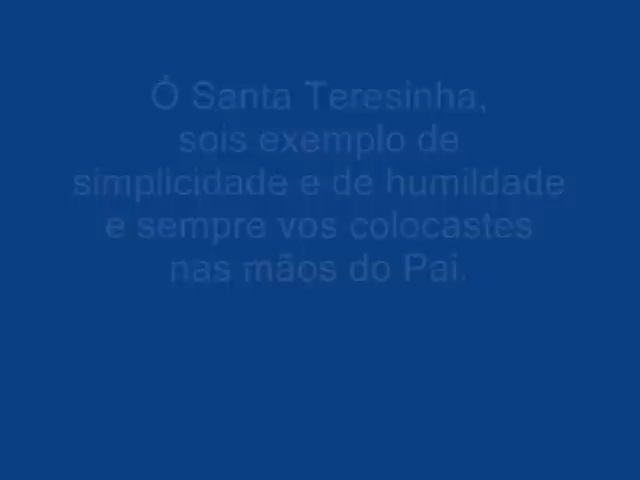 Ó Santa Teresinha,
sois exemplo de
simplicidade e de humildade
e sempre vos colocastes
nas mãos do Pai.